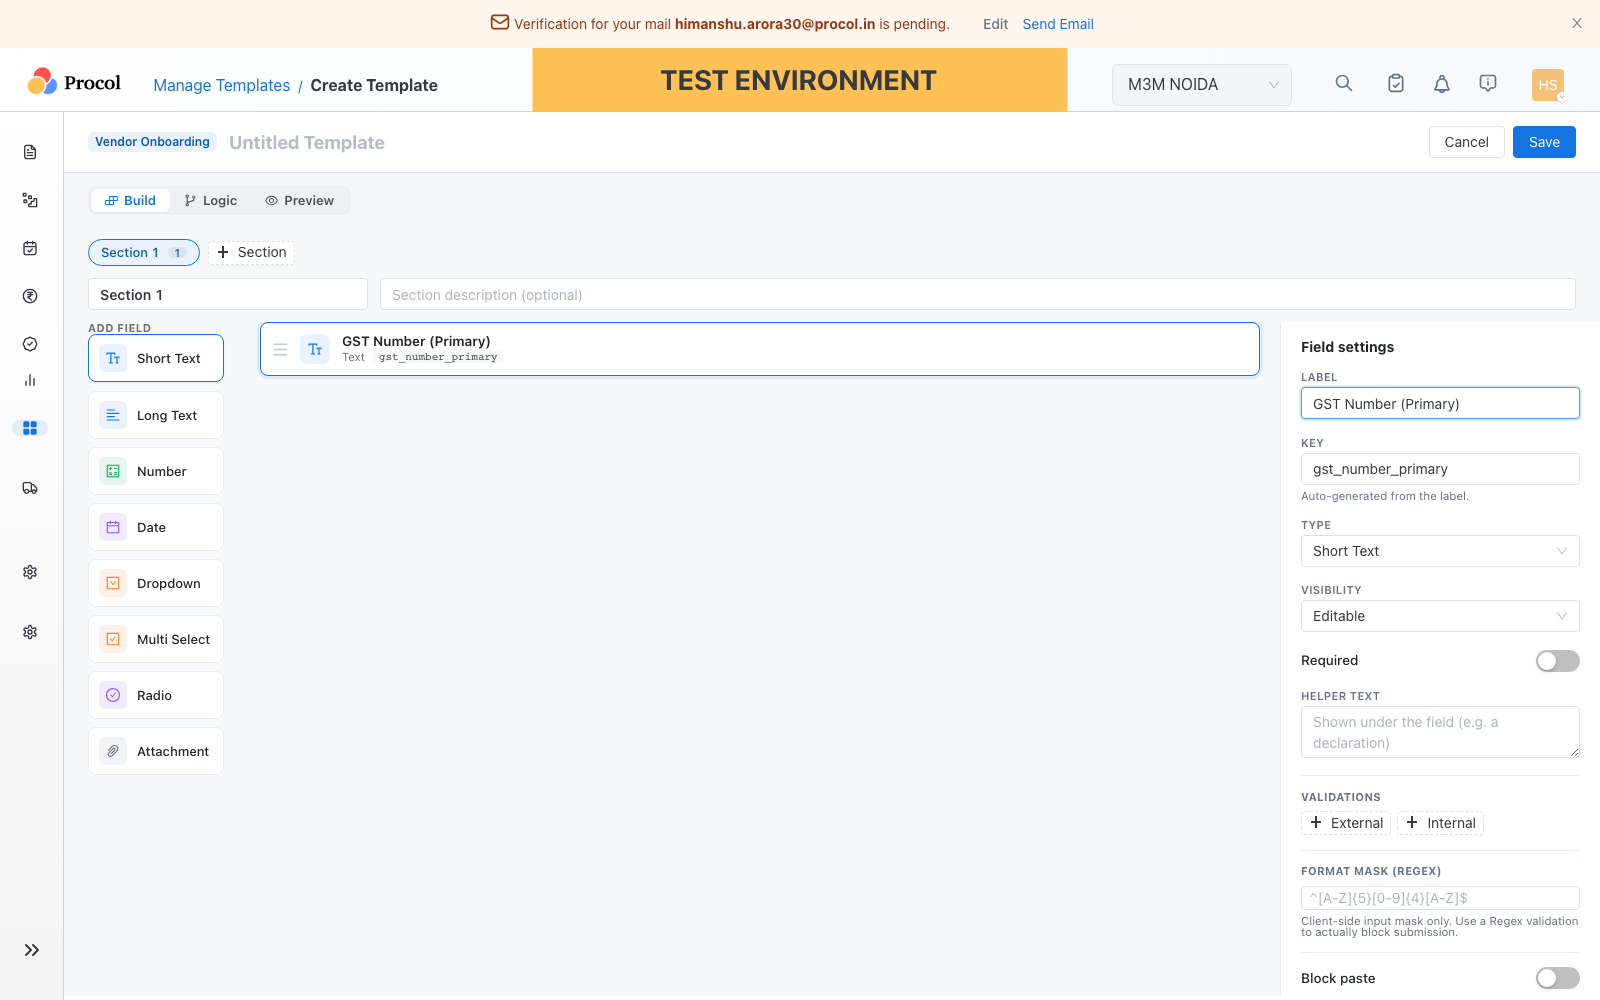 Verification for your mail himanshu.arora30@procol.in is pending. Edit Send Email
Procol
Manage Templates / Create Template
TEST ENVIRONMENT
M3M NOIDA
HS
Vendor Onboarding Untitled Template
Cancel Save
Build Logic Preview
Section 1 1 + Section
Section 1
Section description (optional)
ADD FIELD
Short Text
Long Text
Number
Date
Dropdown
Multi Select
Radio
Attachment
GST Number (Primary)
Text gst_number_primary
Field settings
LABEL
GST Number (Primary)
KEY
gst_number_primary
Auto-generated from the label.
TYPE
Short Text
VISIBILITY
Editable
Required
HELPER TEXT
Shown under the field (e.g. a
declaration)
VALIDATIONS
+ External + Internal
FORMAT MASK (REGEX)
^[A-Z]{5}[0-9]{4}[A-Z]$
Client-side input mask only. Use a Regex validation
to actually block submission.
Block paste